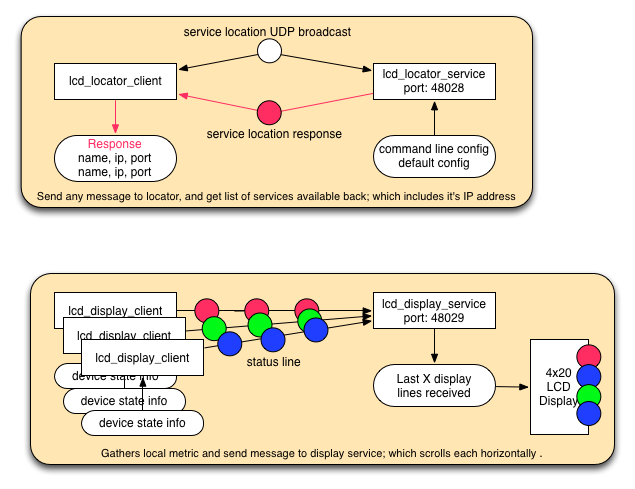 service location UDP broadcast
lcd_locator_client
lcd_locator_service
port: 48028
service location response
Response
name, ip, port
name, ip, port
command line config
default config
Send any message to locator, and get list of services available back; which includes it's IP address
lcd_display_client
lcd_display_client
lcd_display_client
lcd_display_service
port: 48029
status line
device state info
device state info
device state info
Last X display
lines received
4x20
LCD
Display
Gathers local metric and send message to display service; which scrolls each horizontally .